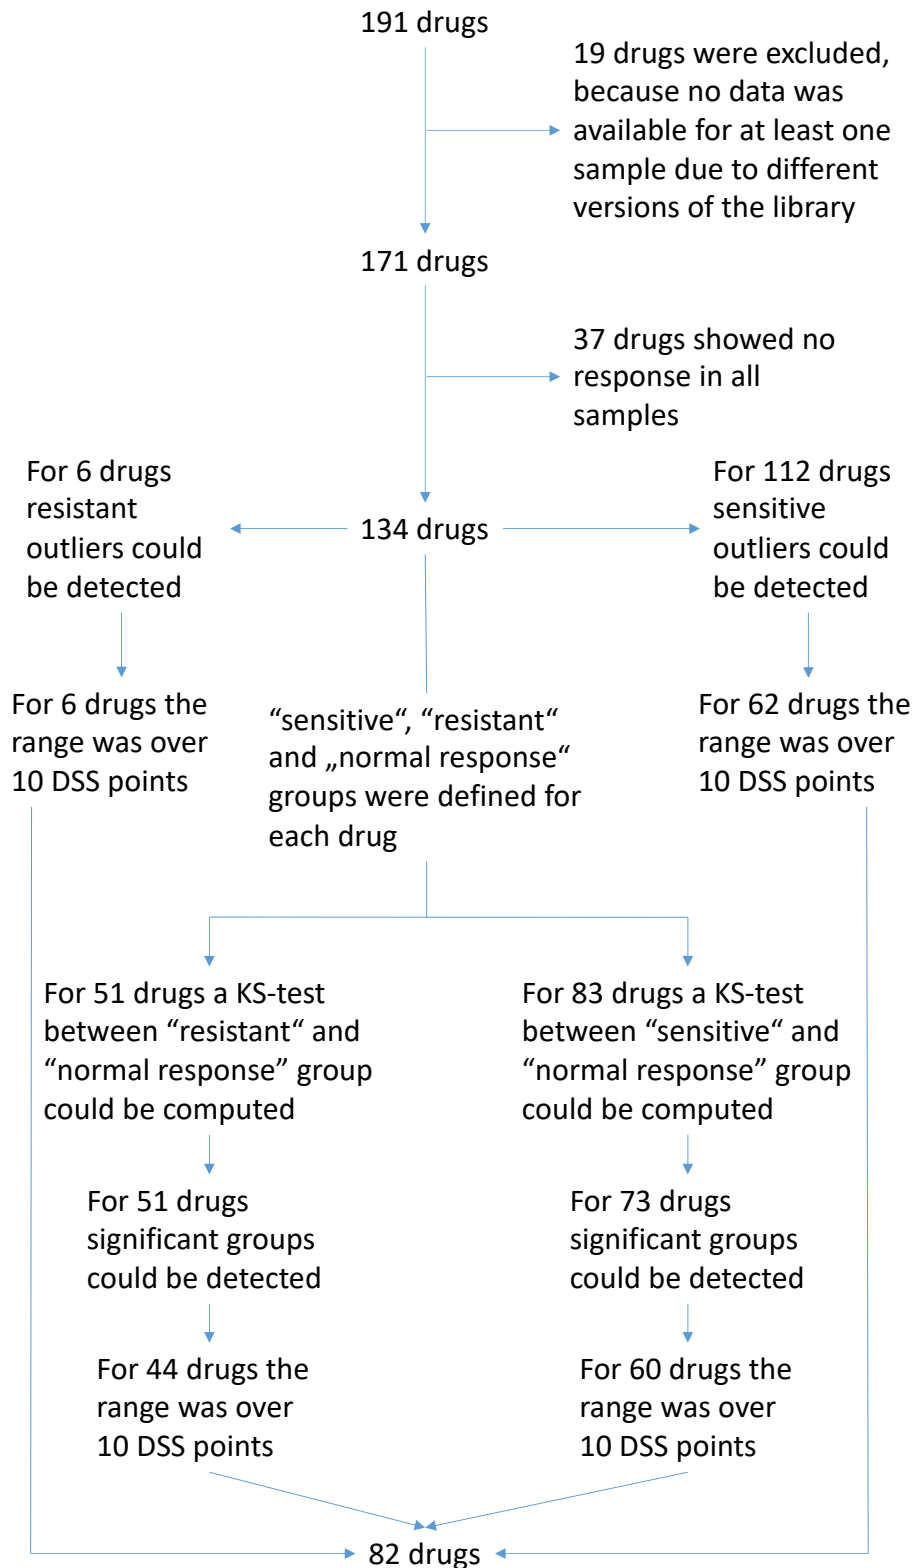 191 drugs
19 drugs were excluded,
because no data was
available for at least one
sample due to different
versions of the library
171 drugs
37 drugs showed no
response in all
samples
For 6 drugs
resistant
outliers could
be detected
134 drugs
For 112 drugs
sensitive
outliers could
be detected
For 6 drugs the
range was over
10 DSS points
“sensitive“, “resistant“
and „normal response“
groups were defined for
each drug
For 62 drugs the
range was over
10 DSS points
For 51 drugs a KS-test
between “resistant“ and
“normal response” group
could be computed
For 83 drugs a KS-test
between “sensitive“ and
“normal response” group
could be computed
For 51 drugs
significant groups
could be detected
For 73 drugs
significant groups
could be detected
For 44 drugs the
range was over
10 DSS points
For 60 drugs the
range was over
10 DSS points
82 drugs